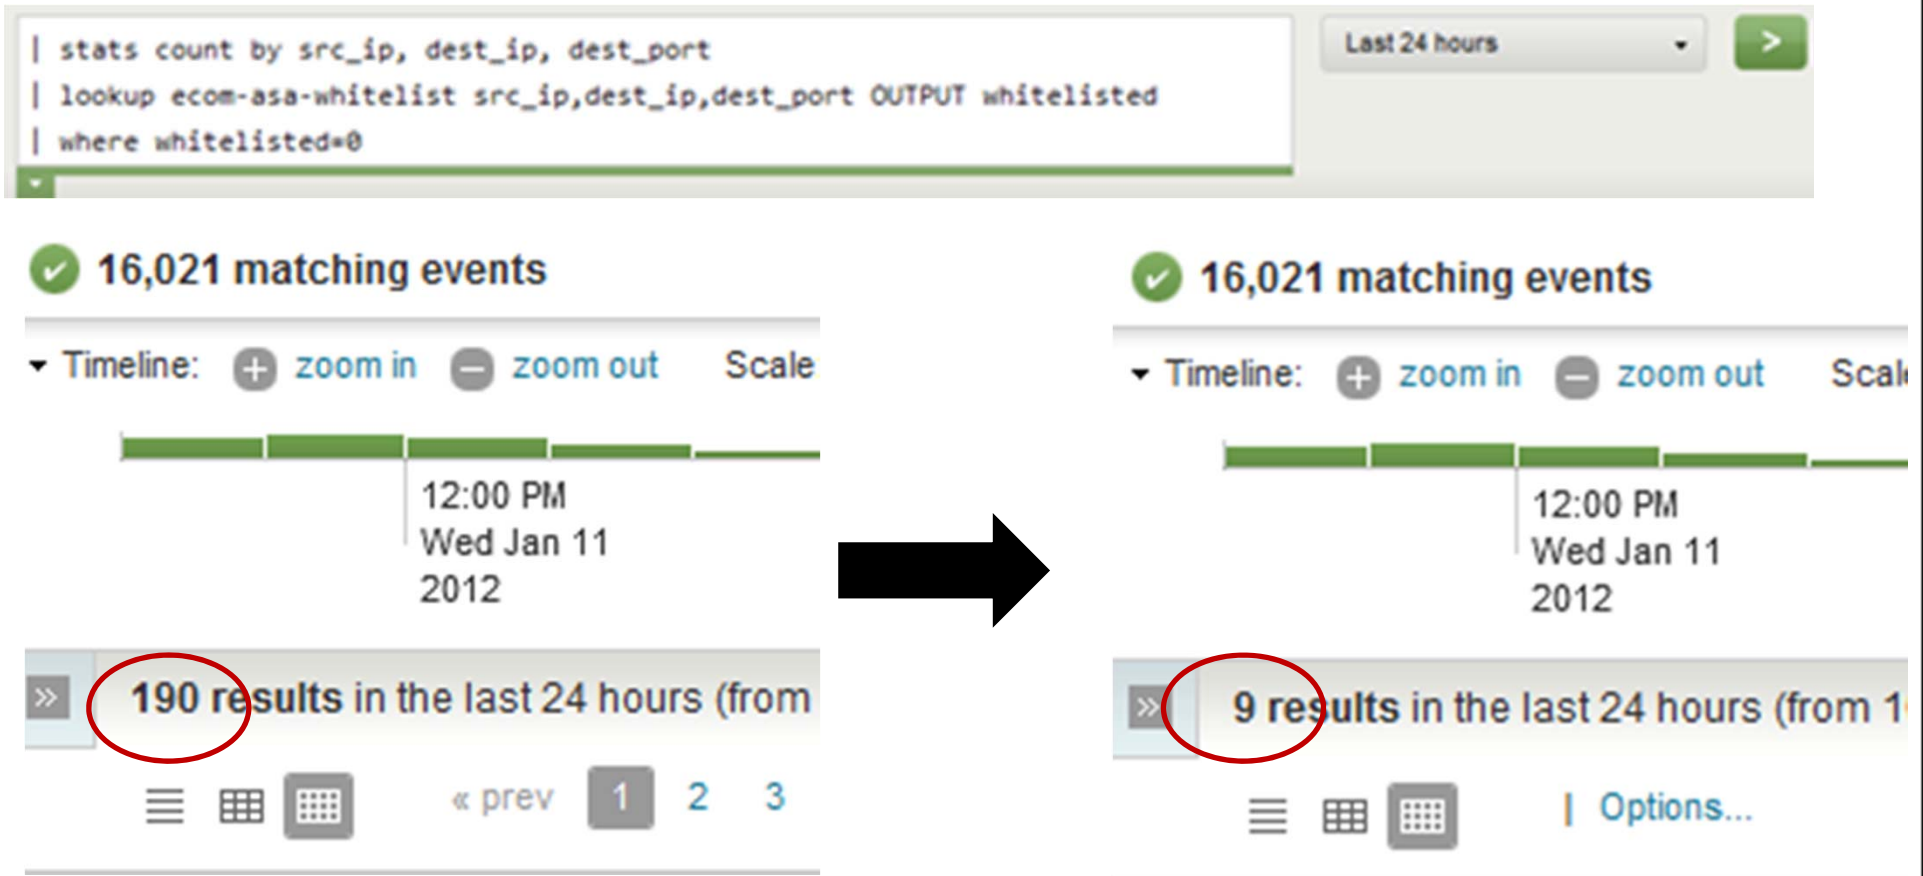 | stats count by src_ip, dest_ip, dest_port
| lookup ecom-asa-whitelist src_ip,dest_ip,dest_port OUTPUT whitelisted
| where whitelisted=0
Last 24 hours
>
16,021 matching events
Timeline: zoom in zoom out Scale
12:00 PM
Wed Jan 11
2012
190 results in the last 24 hours (from
« prev 1 2 3
16,021 matching events
Timeline: zoom in zoom out Scale
12:00 PM
Wed Jan 11
2012
9 results in the last 24 hours (from 1
| Options...